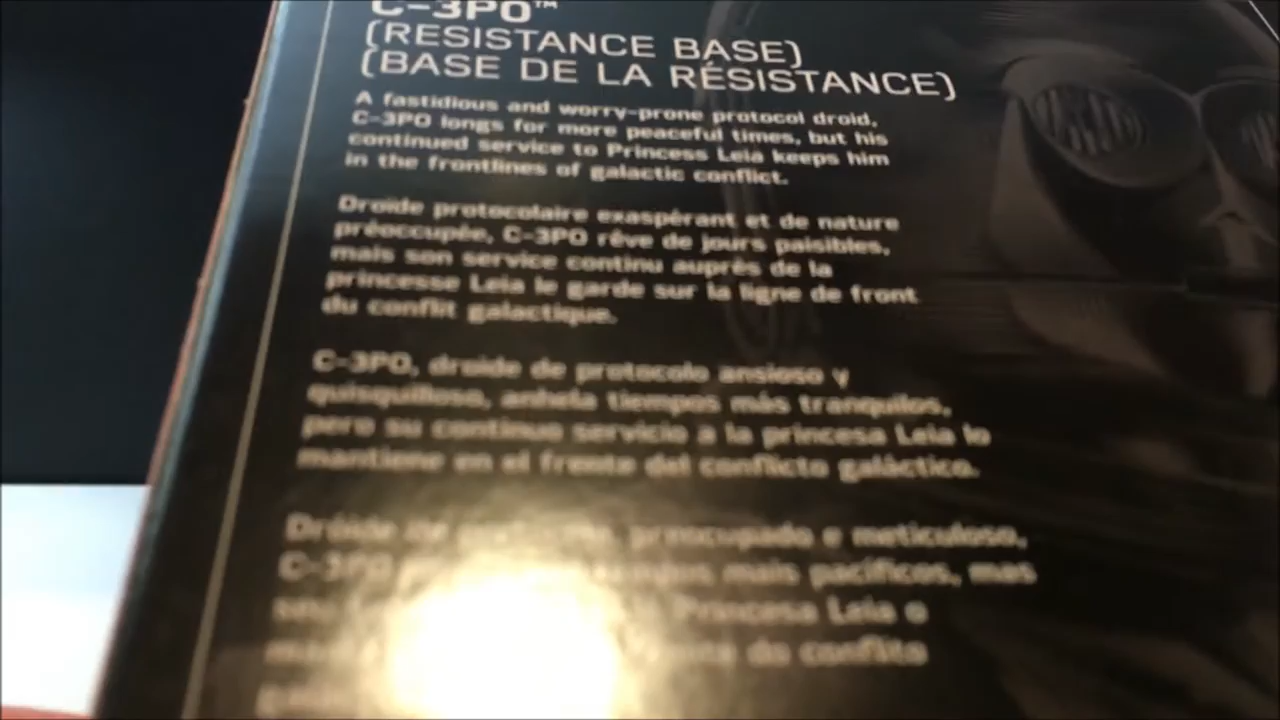 C-3PO™
(RESISTANCE BASE)
(BASE DE LA RÉSISTANCE)
A fastidious and worry-prone protocol droid,
C-3PO longs for more peaceful times, but his
continued service to Princess Leia keeps him
in the frontlines of galactic conflict.
Droïde protocolaire exaspérant et de nature
préoccupée, C-3PO rêve de jours paisibles,
mais son service continu auprès de la
princesse Leia le garde sur la ligne de front
du conflit galactique.
C-3PO, droide de protocolo ansioso y
quisquilloso, anhela tiempos más tranquilos,
pero su continuo servicio a la princesa Leia lo
mantiene en el frente del conflicto galáctico.
Dróide de preocupado e meticuloso,
C-3PO mais pacíficos, mas
Princesa Leia o
do conflito